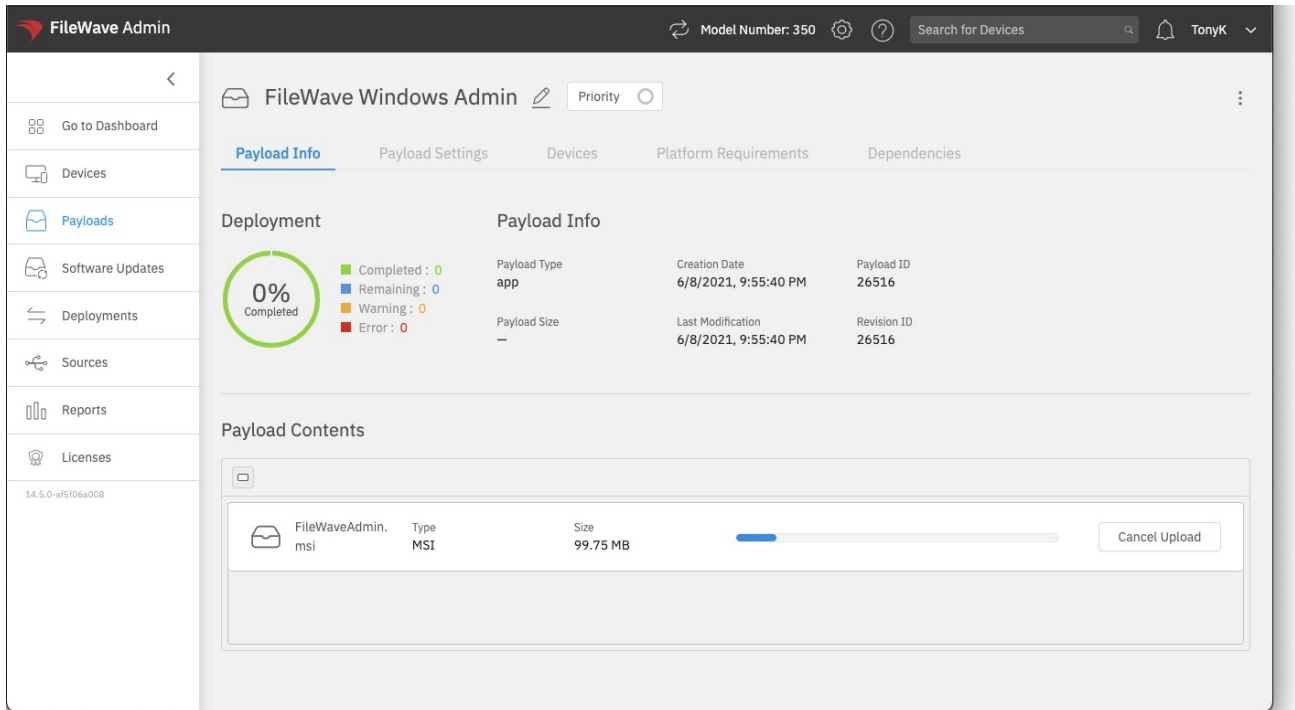 FileWave Admin
Model Number: 350
Search for Devices
TonyK
Go to Dashboard
Devices
Payloads
Software Updates
Deployments
Sources
Reports
Licenses
14.5.0-af5f06a008
FileWave Windows Admin
Priority
Payload Info Payload Settings Devices Platform Requirements Dependencies
Deployment
0%
Completed
Completed : 0
Remaining : 0
Warning : 0
Error : 0
Payload Info
Payload Type
app
Creation Date
6/8/2021, 9:55:40 PM
Payload ID
26516
Payload Size
—
Last Modification
6/8/2021, 9:55:40 PM
Revision ID
26516
Payload Contents
FileWaveAdmin.
msi
Type
MSI
Size
99.75 MB
Cancel Upload